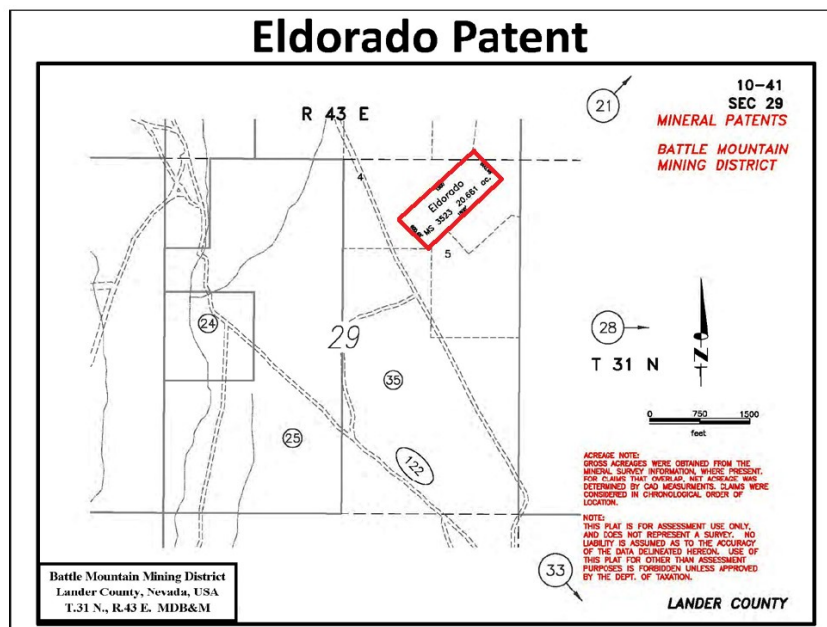 Eldorado Patent
R 43 E
21
10-41
SEC 29
MINERAL PATENTS
BATTLE MOUNTAIN
MINING DISTRICT
4
Eldorado
MS 3523 20.661 ac.
5
24
29
28
T 31 N
N
35
25
122
0 750 1500
feet
ACREAGE NOTE:
GROSS ACREAGES WERE OBTAINED FROM THE
MINERAL SURVEY INFORMATION, WHERE PRESENT.
FOR CLAIMS THAT OVERLAP, NET ACREAGE WAS
DETERMINED BY CAD MEASURMENTS. CLAIMS WERE
CONSIDERED IN CHRONOLOGICAL ORDER OF
LOCATION.
NOTE:
THIS PLAT IS FOR ASSESSMENT USE ONLY,
AND DOES NOT REPRESENT A SURVEY. NO
LIABILITY IS ASSUMED AS TO THE ACCURACY
OF THE DATA DELINEATED HEREON. USE OF
THIS PLAT FOR OTHER THAN ASSESSMENT
PURPOSES IS FORBIDDEN UNLESS APPROVED
BY THE DEPT. OF TAXATION.
33
Battle Mountain Mining District
Lander County, Nevada, USA
T.31 N., R.43 E. MDB&M
LANDER COUNTY